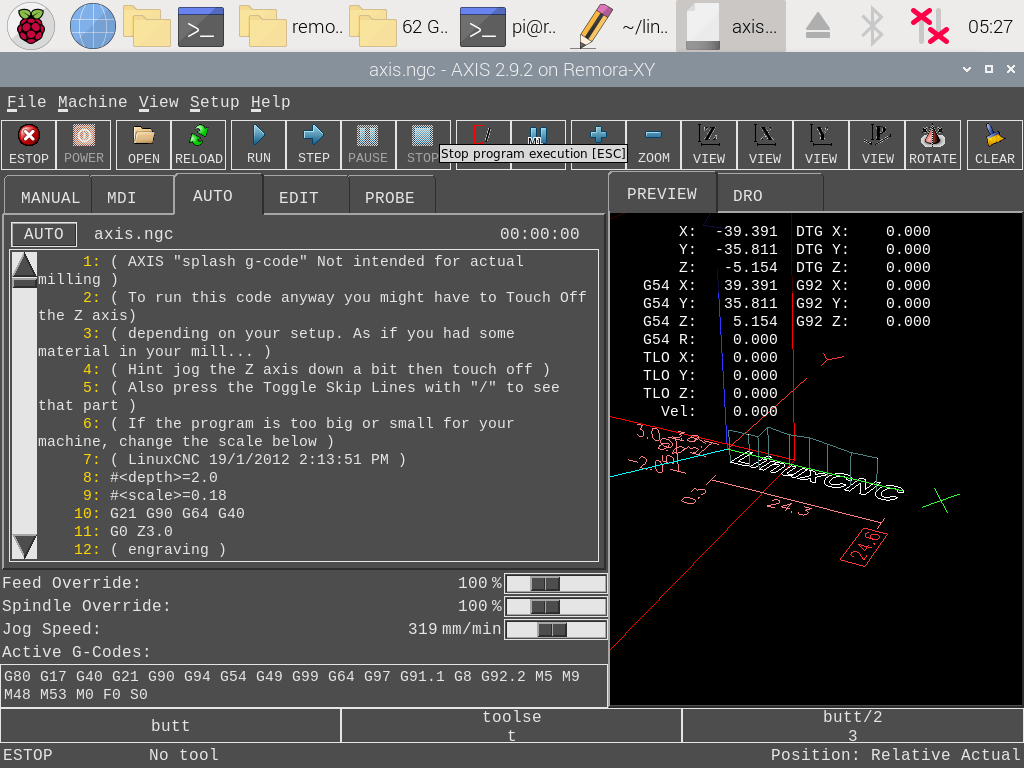 remo.. 62 G.. pi@r.. ~/lin.. axis... 05:27
axis.ngc - AXIS 2.9.2 on Remora-XY
File Machine View Setup Help
ESTOP POWER OPEN RELOAD RUN STEP PAUSE STOP ZOOM VIEW VIEW VIEW VIEW ROTATE CLEAR
Stop program execution [ESC]
MANUAL MDI AUTO EDIT PROBE
PREVIEW DRO
AUTO axis.ngc 00:00:00
1: ( AXIS "splash g-code" Not intended for actual
milling )
2: ( To run this code anyway you might have to Touch Off
the Z axis)
3: ( depending on your setup. As if you had some
material in your mill... )
4: ( Hint jog the Z axis down a bit then touch off )
5: ( Also press the Toggle Skip Lines with "/" to see
that part )
6: ( If the program is too big or small for your
machine, change the scale below )
7: ( LinuxCNC 19/1/2012 2:13:51 PM )
8: #<depth>=2.0
9: #<scale>=0.18
10: G21 G90 G64 G40
11: G0 Z3.0
12: ( engraving )
X: -39.391 DTG X: 0.000
Y: -35.811 DTG Y: 0.000
Z: -5.154 DTG Z: 0.000
G54 X: 39.391 G92 X: 0.000
G54 Y: 35.811 G92 Y: 0.000
G54 Z: 5.154 G92 Z: 0.000
G54 R: 0.000
TLO X: 0.000
TLO Y: 0.000
TLO Z: 0.000
Vel: 0.000
Y
3.0
LinuxCNC
X
0.3
24.3
24.6
Feed Override: 100 %
Spindle Override: 100 %
Jog Speed: 319 mm/min
Active G-Codes:
G80 G17 G40 G21 G90 G94 G54 G49 G99 G64 G97 G91.1 G8 G92.2 M5 M9
M48 M53 M0 F0 S0
butt
toolse
t
butt/2
3
ESTOP No tool Position: Relative Actual